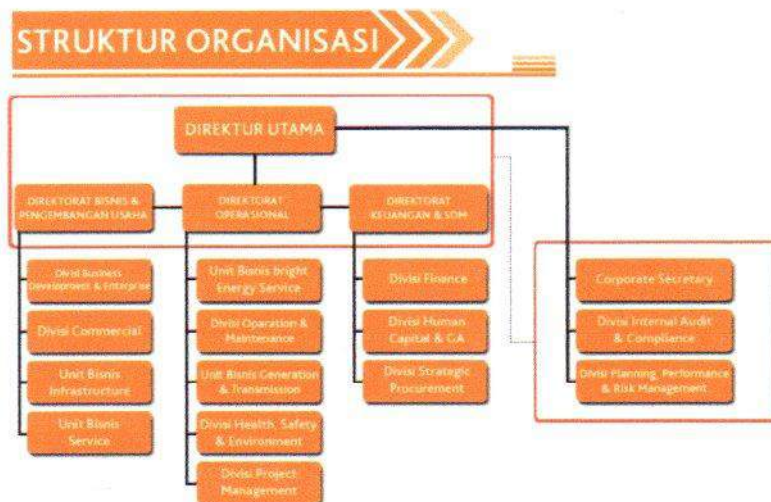 STRUKTUR ORGANISASI
DIREKTUR UTAMA
DIREKTORAT BISNIS &
PENGEMBANGAN USAHA
DIREKTORAT
OPERASIONAL
DIREKTORAT
KEUANGAN & SDM
Divisi Business
Development & Enterprise
Divisi Commercial
Unit Bisnis
Infrastructure
Unit Bisnis
Service
Unit Bisnis bright
Energy Service
Divisi Operation &
Maintenance
Unit Bisnis Generation
& Transmission
Divisi Health, Safety
& Environment
Divisi Project
Management
Divisi Finance
Divisi Human
Capital & GA
Divisi Strategic
Procurement
Corporate Secretary
Divisi Internal Audit
& Compliance
Divisi Planning, Performance
& Risk Management